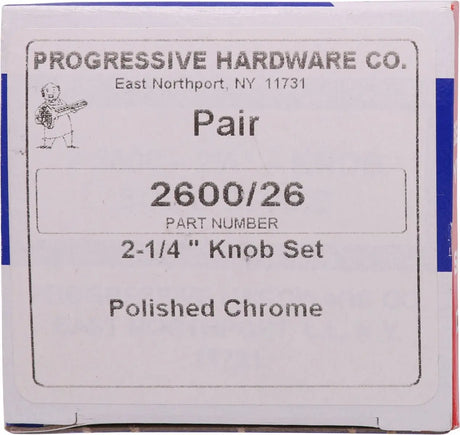 PROGRESSIVE HARDWARE CO.
East Northport, NY 11731
Pair
2600/26
PART NUMBER
2-1/4 " Knob Set
Polished Chrome